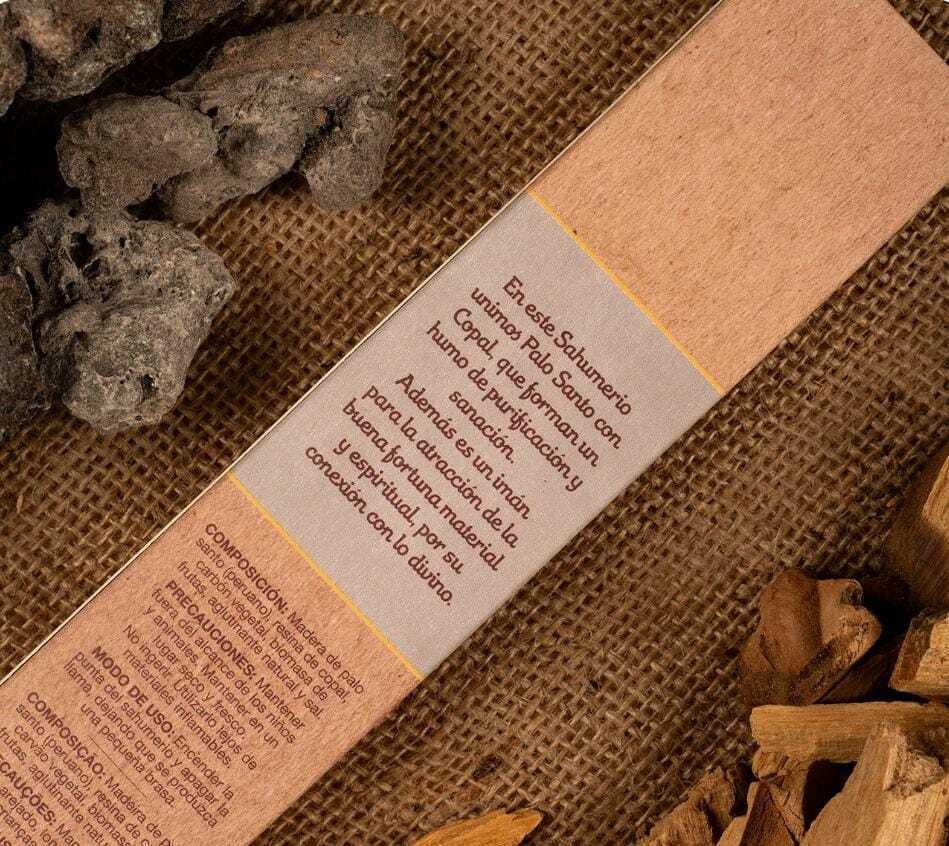 En este Sahumerio
unimos Palo Santo con
Copal, que forman un
humo de purificación y
sanación.
Además es un imán
para la atracción de la
buena fortuna material
y espiritual, por su
conexión con lo divino.
COMPOSICIÓN: Madera de palo
santo (peruano), resina de copal,
carbón vegetal, biomasa de
frutas, aglutinante natural y sal.
PRECAUCIONES: Mantener
fuera del alcance de los niños
y animales. Mantener en un
lugar seco y fresco.
No ingerir. Utilizarlo lejos de
materiales inflamables.
MODO DE USO: Encender la
punta del sahumerio y apagar la
llama dejando que se produzca
una pequeña brasa.
COMPOSICAO: Madeira de
santo (peruano), resina de
carvao vegetal, biomas
frutas, aglutinante natu